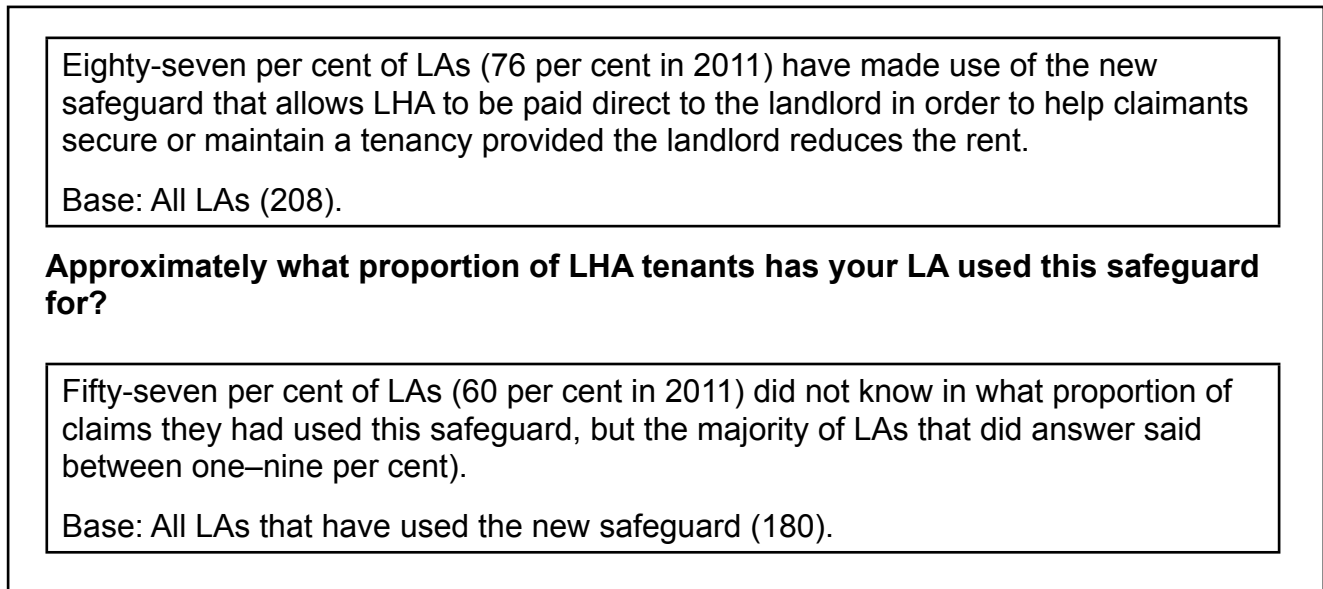 Eighty-seven per cent of LAs (76 per cent in 2011) have made use of the new
safeguard that allows LHA to be paid direct to the landlord in order to help claimants
secure or maintain a tenancy provided the landlord reduces the rent.
Base: All LAs (208).
Approximately what proportion of LHA tenants has your LA used this safeguard
for?
Fifty-seven per cent of LAs (60 per cent in 2011) did not know in what proportion of
claims they had used this safeguard, but the majority of LAs that did answer said
between one–nine per cent).
Base: All LAs that have used the new safeguard (180).